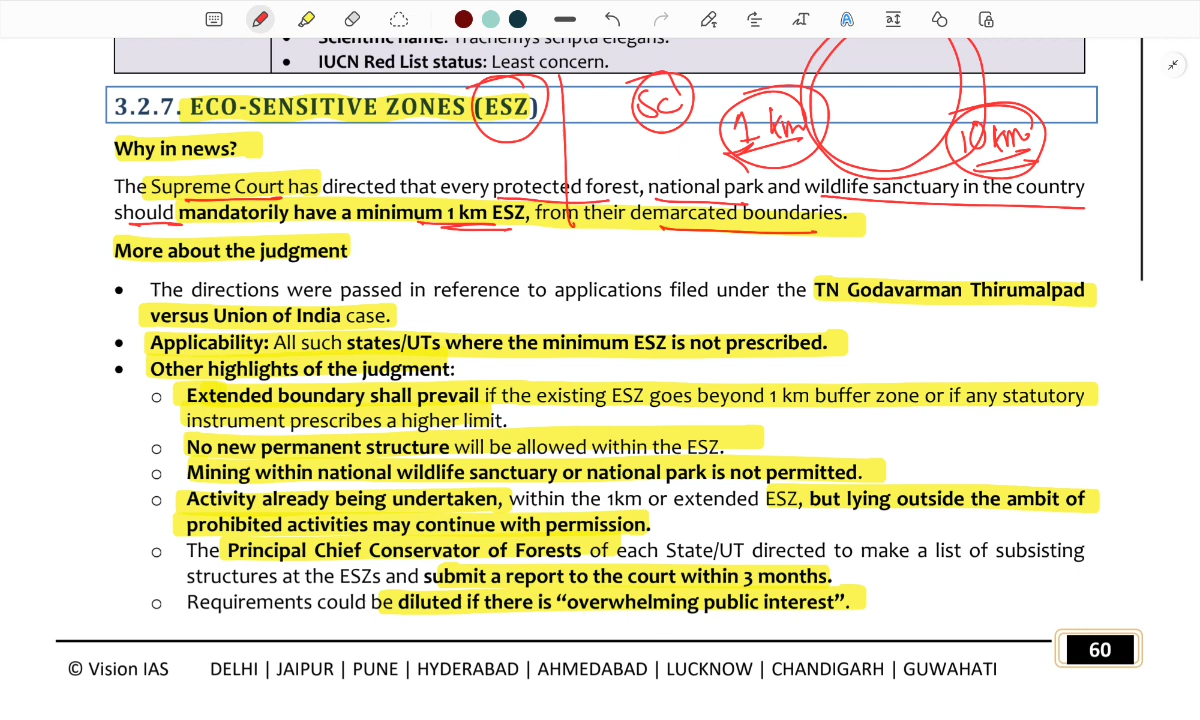 • Scientific name: Trachemys scripta elegans.
• IUCN Red List status: Least concern.
3.2.7. ECO-SENSITIVE ZONES (ESZ)
SC
1 km
10 km
Why in news?
The Supreme Court has directed that every protected forest, national park and wildlife sanctuary in the country
should mandatorily have a minimum 1 km ESZ, from their demarcated boundaries.
More about the judgment
• The directions were passed in reference to applications filed under the TN Godavarman Thirumalpad
versus Union of India case.
• Applicability: All such states/UTs where the minimum ESZ is not prescribed.
• Other highlights of the judgment:
o Extended boundary shall prevail if the existing ESZ goes beyond 1 km buffer zone or if any statutory
instrument prescribes a higher limit.
o No new permanent structure will be allowed within the ESZ.
o Mining within national wildlife sanctuary or national park is not permitted.
o Activity already being undertaken, within the 1km or extended ESZ, but lying outside the ambit of
prohibited activities may continue with permission.
o The Principal Chief Conservator of Forests of each State/UT directed to make a list of subsisting
structures at the ESZs and submit a report to the court within 3 months.
o Requirements could be diluted if there is “overwhelming public interest”.
60
© Vision IAS DELHI | JAIPUR | PUNE | HYDERABAD | AHMEDABAD | LUCKNOW | CHANDIGARH | GUWAHATI